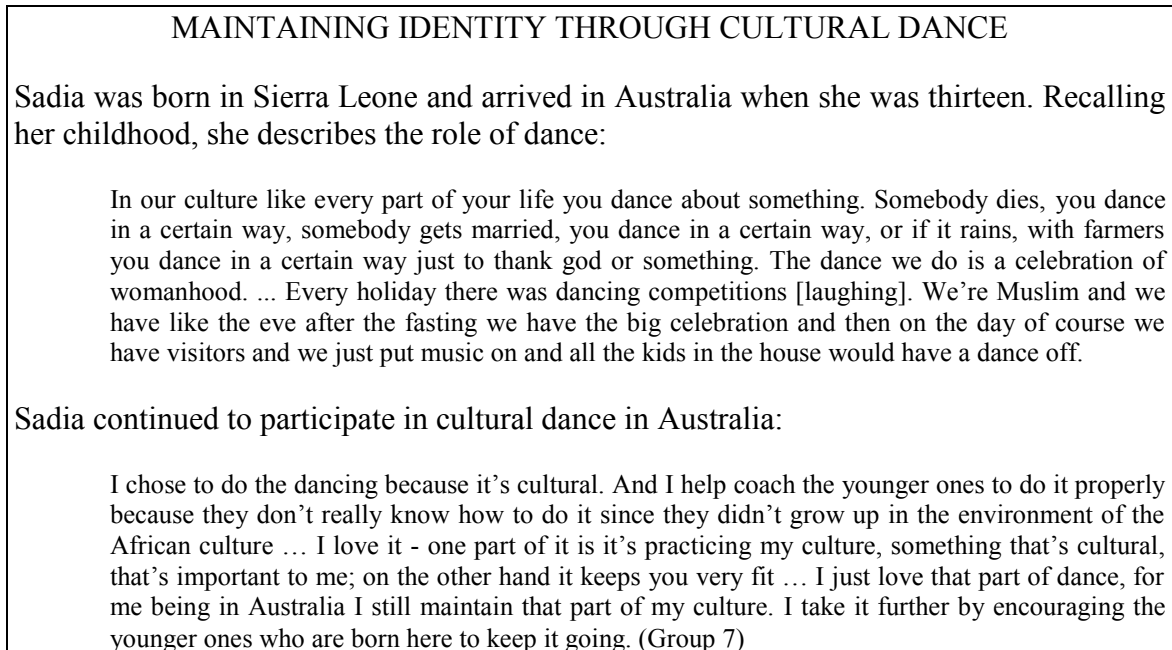 MAINTAINING IDENTITY THROUGH CULTURAL DANCE
Sadia was born in Sierra Leone and arrived in Australia when she was thirteen. Recalling
her childhood, she describes the role of dance:
In our culture like every part of your life you dance about something. Somebody dies, you dance
in a certain way, somebody gets married, you dance in a certain way, or if it rains, with farmers
you dance in a certain way just to thank god or something. The dance we do is a celebration of
womanhood. ... Every holiday there was dancing competitions [laughing]. We’re Muslim and we
have like the eve after the fasting we have the big celebration and then on the day of course we
have visitors and we just put music on and all the kids in the house would have a dance off.
Sadia continued to participate in cultural dance in Australia:
I chose to do the dancing because it’s cultural. And I help coach the younger ones to do it properly
because they don’t really know how to do it since they didn’t grow up in the environment of the
African culture … I love it - one part of it is it’s practicing my culture, something that’s cultural,
that’s important to me; on the other hand it keeps you very fit … I just love that part of dance, for
me being in Australia I still maintain that part of my culture. I take it further by encouraging the
younger ones who are born here to keep it going. (Group 7)